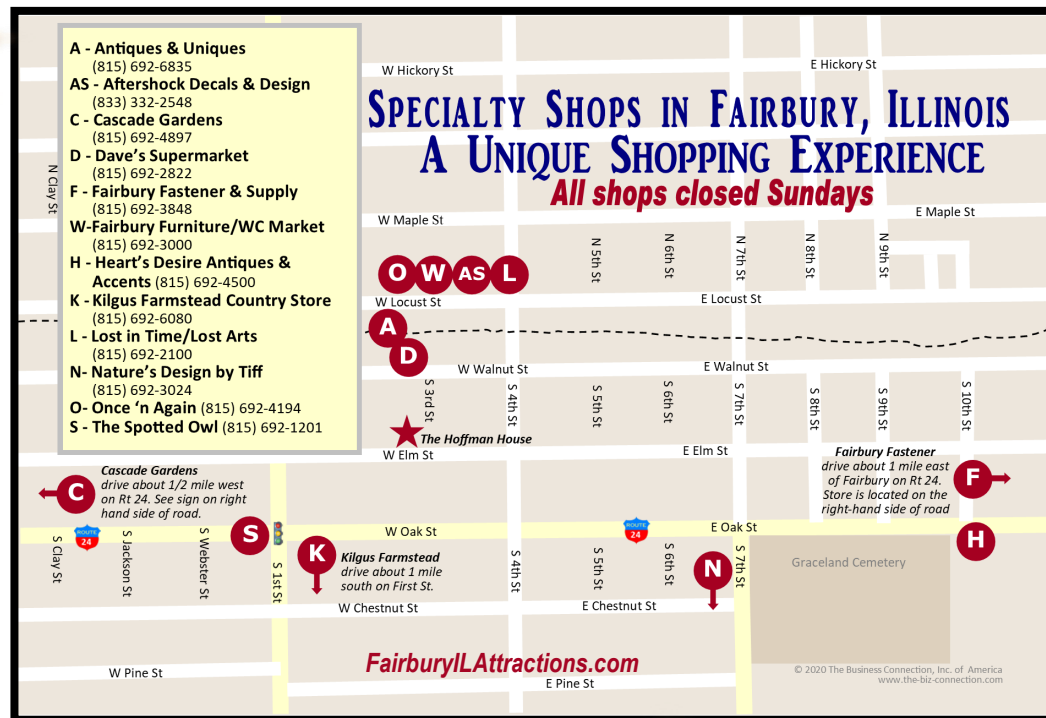 A - Antiques & Uniques
(815) 692-6835
AS - Aftershock Decals & Design
(833) 332-2548
C - Cascade Gardens
(815) 692-4897
D - Dave's Supermarket
(815) 692-2822
F - Fairbury Fastener & Supply
(815) 692-3848
W-Fairbury Furniture/WC Market
(815) 692-3000
H - Heart's Desire Antiques &
Accents (815) 692-4500
K - Kilgus Farmstead Country Store
(815) 692-6080
L - Lost in Time/Lost Arts
(815) 692-2100
N- Nature's Design by Tiff
(815) 692-3024
O- Once 'n Again (815) 692-4194
S - The Spotted Owl (815) 692-1201
W Hickory St
E Hickory St
Specialty Shops in Fairbury, Illinois
A Unique Shopping Experience
All shops closed Sundays
N Clay St
W Maple St
E Maple St
N 5th St
N 6th St
N 7th St
N 8th St
N 9th St
O
W
AS
L
W Locust St
E Locust St
A
D
W Walnut St
E Walnut St
S 3rd St
S 4th St
S 5th St
S 6th St
S 7th St
S 8th St
S 9th St
S 10th St
The Hoffman House
W Elm St
E Elm St
Cascade Gardens
drive about 1/2 mile west
on Rt 24. See sign on right
hand side of road.
C
Fairbury Fastener
drive about 1 mile east
of Fairbury on Rt 24.
Store is located on the
right-hand side of road
F
ROUTE
24
S
W Oak St
ROUTE
24
E Oak St
H
S Clay St
S Jackson St
S Webster St
S 1st St
K
Kilgus Farmstead
drive about 1 mile
south on First St.
S 4th St
S 5th St
S 6th St
N
S 7th St
Graceland Cemetery
W Chestnut St
E Chestnut St
W Pine St
FairburyILAttractions.com
E Pine St
© 2020 The Business Connection, Inc. of America
www.the-biz-connection.com